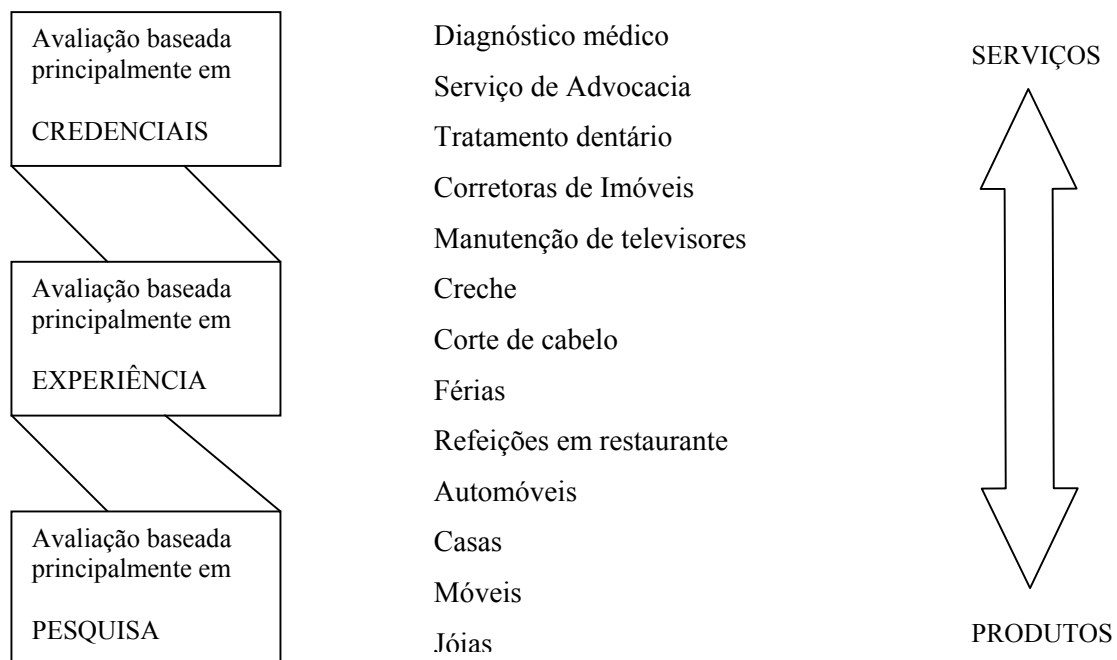 Avaliação baseada
principalmente em
CREDENCIAIS
Avaliação baseada
principalmente em
EXPERIÊNCIA
Avaliação baseada
principalmente em
PESQUISA
Diagnóstico médico
Serviço de Advocacia
Tratamento dentário
Corretoras de Imóveis
Manutenção de televisores
Creche
Corte de cabelo
Férias
Refeições em restaurante
Automóveis
Casas
Móveis
Jóias
SERVIÇOS
PRODUTOS